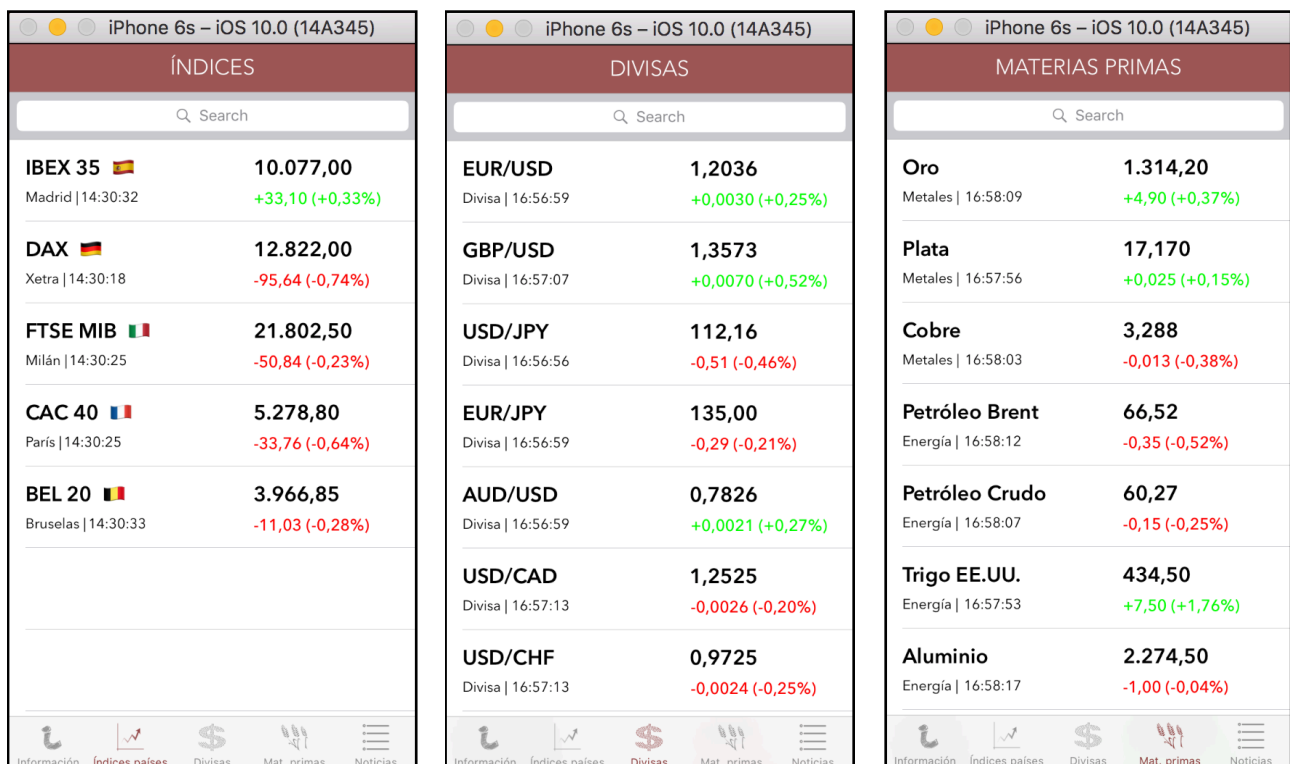 iPhone 6s – iOS 10.0 (14A345)
ÍNDICES
Search
IBEX 35 10.077,00
Madrid | 14:30:32 +33,10 (+0,33%)
DAX 12.822,00
Xetra | 14:30:18 -95,64 (-0,74%)
FTSE MIB 21.802,50
Milán | 14:30:25 -50,84 (-0,23%)
CAC 40 5.278,80
París | 14:30:25 -33,76 (-0,64%)
BEL 20 3.966,85
Bruselas | 14:30:33 -11,03 (-0,28%)
Información Índices países Divisas Mat. primas Noticias
iPhone 6s – iOS 10.0 (14A345)
DIVISAS
Search
EUR/USD 1,2036
Divisa | 16:56:59 +0,0030 (+0,25%)
GBP/USD 1,3573
Divisa | 16:57:07 +0,0070 (+0,52%)
USD/JPY 112,16
Divisa | 16:56:56 -0,51 (-0,46%)
EUR/JPY 135,00
Divisa | 16:56:59 -0,29 (-0,21%)
AUD/USD 0,7826
Divisa | 16:56:59 +0,0021 (+0,27%)
USD/CAD 1,2525
Divisa | 16:57:13 -0,0026 (-0,20%)
USD/CHF 0,9725
Divisa | 16:57:13 -0,0024 (-0,25%)
Información Índices países Divisas Mat. primas Noticias
iPhone 6s – iOS 10.0 (14A345)
MATERIAS PRIMAS
Search
Oro 1.314,20
Metales | 16:58:09 +4,90 (+0,37%)
Plata 17,170
Metales | 16:57:56 +0,025 (+0,15%)
Cobre 3,288
Metales | 16:58:03 -0,013 (-0,38%)
Petróleo Brent 66,52
Energía | 16:58:12 -0,35 (-0,52%)
Petróleo Crudo 60,27
Energía | 16:58:07 -0,15 (-0,25%)
Trigo EE.UU. 434,50
Energía | 16:57:53 +7,50 (+1,76%)
Aluminio 2.274,50
Energía | 16:58:17 -1,00 (-0,04%)
Información Índices países Divisas Mat. primas Noticias